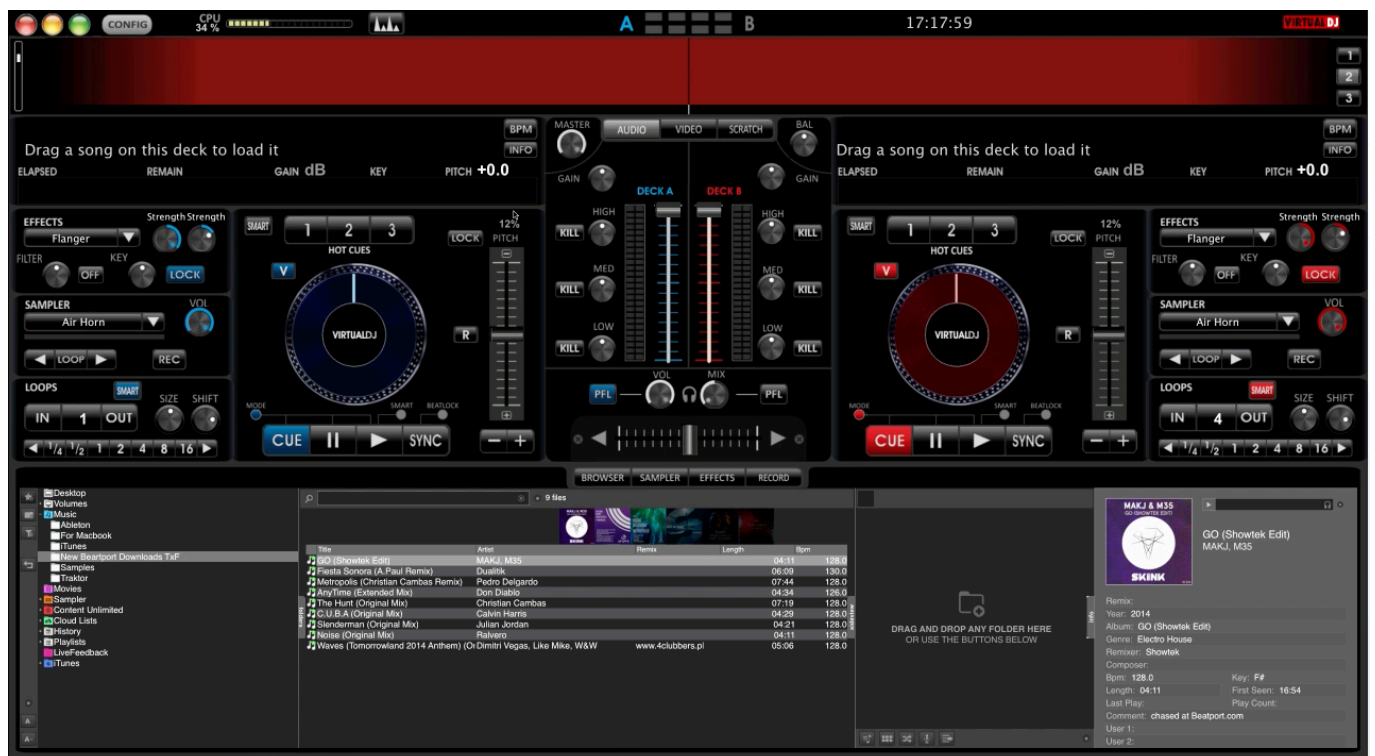 CONFIG CPU 34 % A B 17:17:59 VIRTUAL DJ
1
2
3
BPM MASTER AUDIO VIDEO SCRATCH BAL BPM
Drag a song on this deck to load it INFO Drag a song on this deck to load it INFO
ELAPSED REMAIN GAIN dB KEY PITCH +0.0 GAIN GAIN ELAPSED REMAIN GAIN dB KEY PITCH +0.0
DECK A DECK B
EFFECTS Strength Strength SMART 1 2 3 12% HIGH HIGH SMART 1 2 3 12% EFFECTS Strength Strength
Flanger LOCK PITCH KILL KILL LOCK PITCH Flanger
HOT CUES HOT CUES
FILTER OFF KEY LOCK V MED MED V FILTER OFF KEY LOCK
KILL KILL
SAMPLER VOL SAMPLER VOL
Air Horn VIRTUALDJ R LOW LOW VIRTUALDJ R Air Horn
LOOP REC KILL KILL LOOP REC
LOOPS SMART SIZE SHIFT VOL MIX LOOPS SMART SIZE SHIFT
PFL PFL
IN 1 OUT MODE SMART BEATLOCK MODE SMART BEATLOCK IN 4 OUT
1/4 1/2 1 2 4 8 16 CUE SYNC − + CUE SYNC − + 1/4 1/2 1 2 4 8 16
BROWSER SAMPLER EFFECTS RECORD
Desktop
Volumes
Music
Ableton
For Macbook
iTunes
New Beartport Downloads TxF
Samples
Traktor
Movies
Sampler
Content Unlimited
Cloud Lists
History
Playlists
LiveFeedback
iTunes
9 files
Title Artist Remix Length Bpm
GO (Showtek Edit) MAKJ, M35 04:11 128.0
Fiesta Sonora (A.Paul Remix) Dualitik 06:09 130.0
Metropolis (Christian Cambas Remix) Pedro Delgardo 07:44 128.0
AnyTime (Extended Mix) Don Diablo 04:34 126.0
The Hunt (Original Mix) Christian Cambas 07:19 128.0
C.U.B.A (Original Mix) Calvin Harris 04:29 128.0
Slenderman (Original Mix) Julian Jordan 04:21 128.0
Noise (Original Mix) Ralvero 04:11 128.0
Waves (Tomorrowland 2014 Anthem) (Or Dimitri Vegas, Like Mike, W&W www.4clubbers.pl 05:06 128.0
DRAG AND DROP ANY FOLDER HERE
OR USE THE BUTTONS BELOW
MAKJ & M35
GO (SHOWTEK EDIT)
SKINK
GO (Showtek Edit)
MAKJ, M35
Remix:
Year: 2014
Album: GO (Showtek Edit)
Genre: Electro House
Remixer: Showtek
Composer:
Bpm: 128.0 Key: F#
Length: 04:11 First Seen: 16:54
Last Play: Play Count:
Comment: chased at Beatport.com
User 1:
User 2: